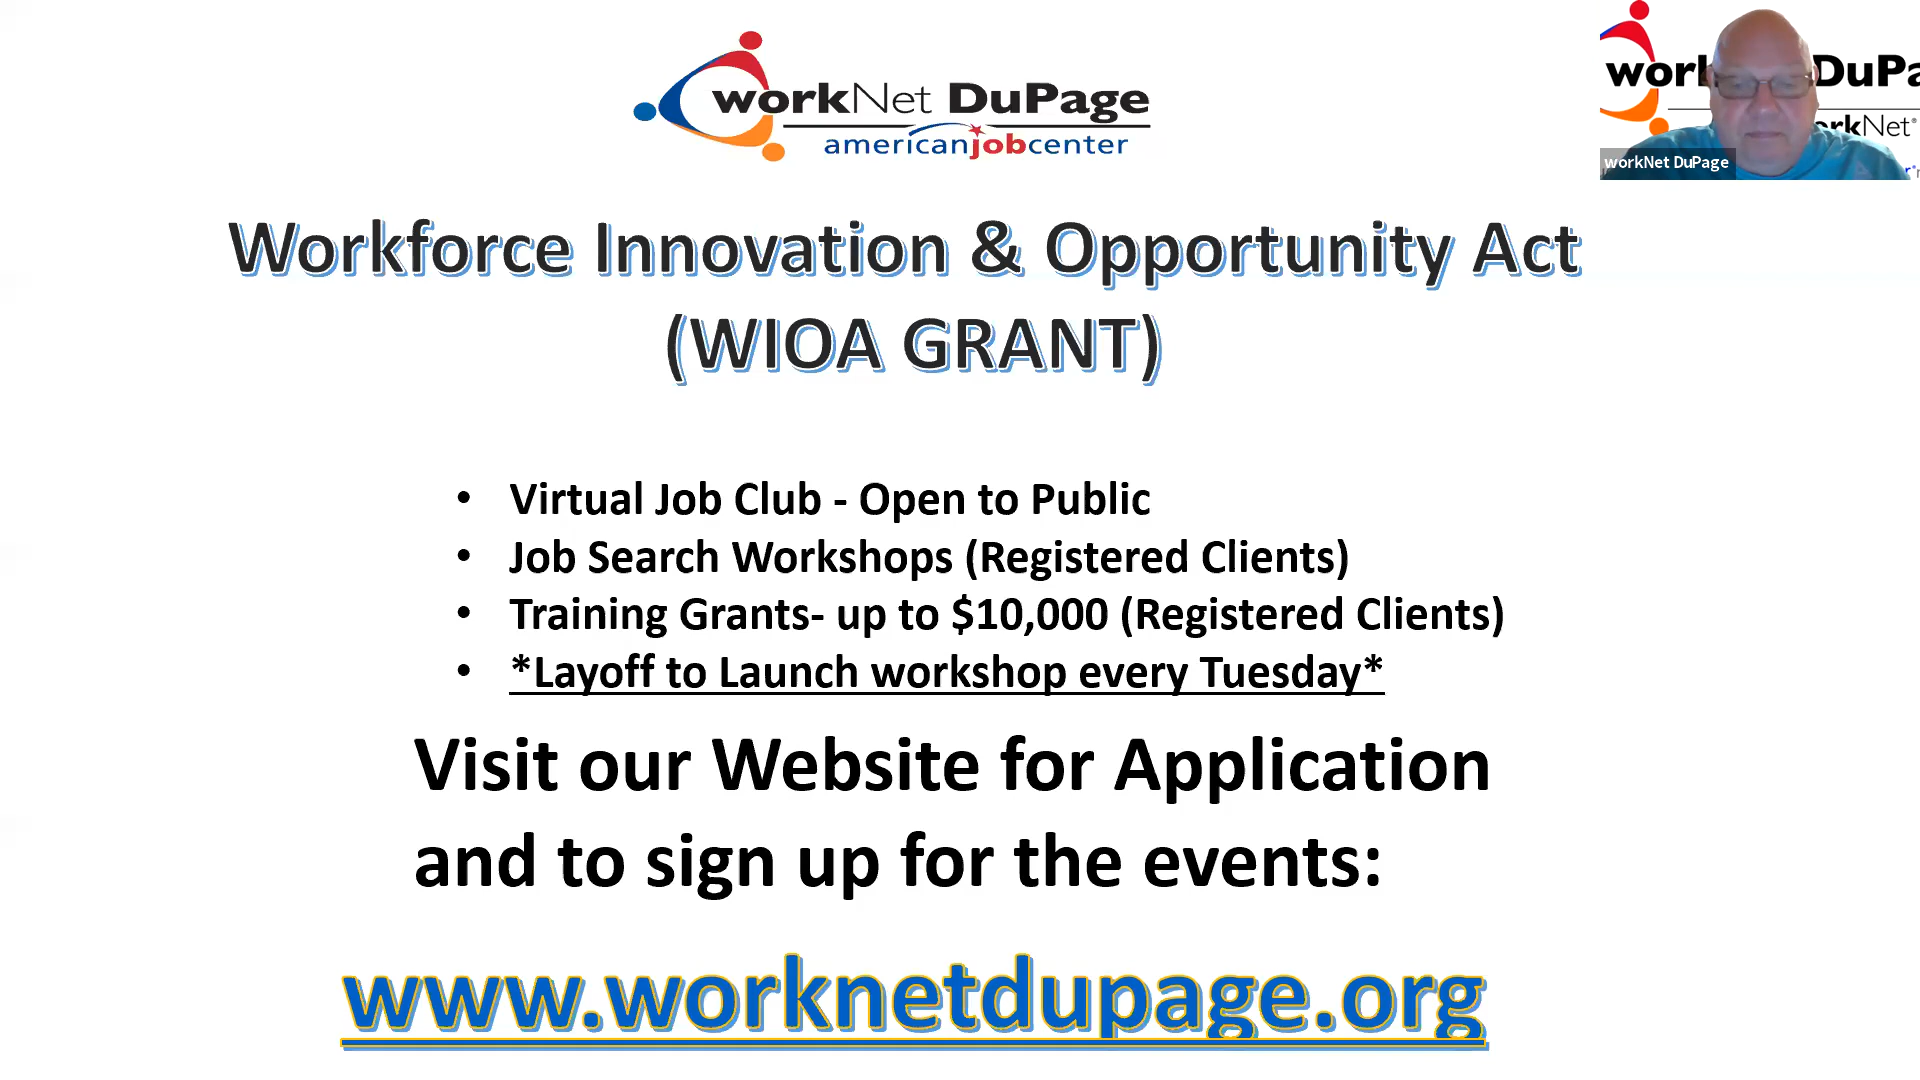 workNet DuPage
americanjobcenter
workNet DuPage
Workforce Innovation & Opportunity Act
(WIOA GRANT)
• Virtual Job Club - Open to Public
• Job Search Workshops (Registered Clients)
• Training Grants- up to $10,000 (Registered Clients)
• *Layoff to Launch workshop every Tuesday*
Visit our Website for Application
and to sign up for the events:
www.worknetdupage.org